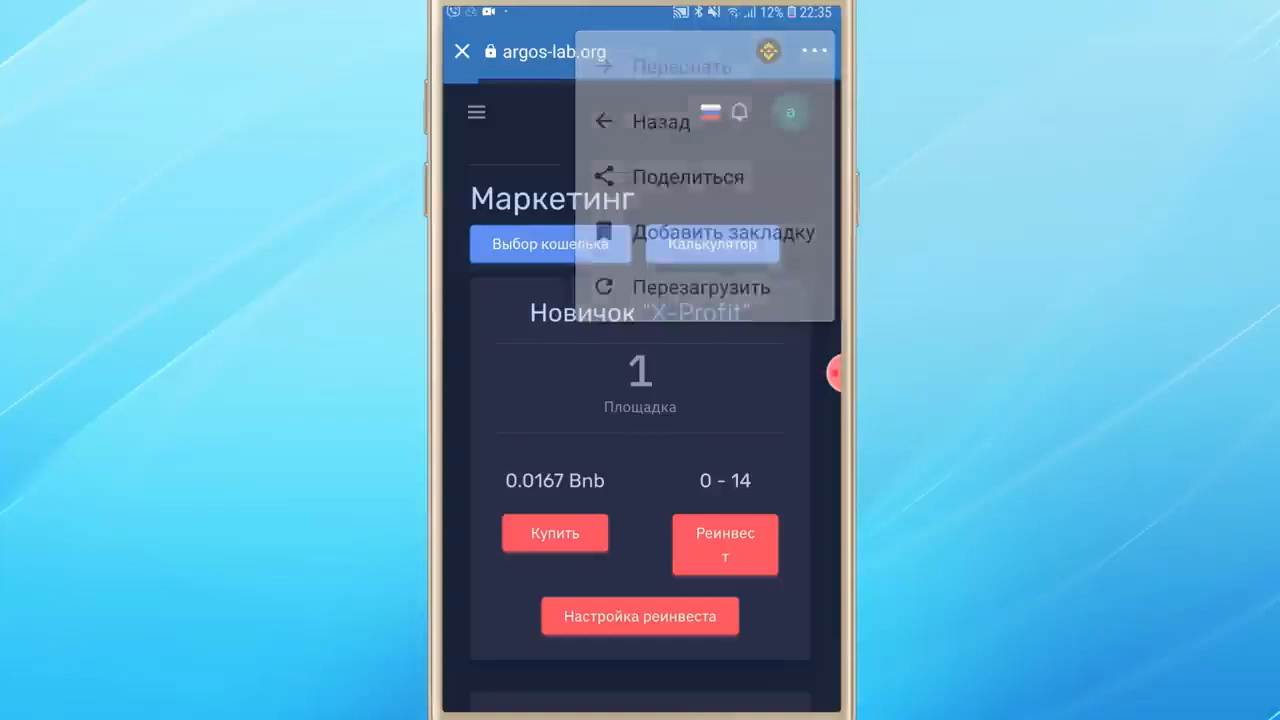 12% 22:35
argos-lab.org
Переслать
Назад
a
Поделиться
Маркетинг
Добавить закладку
Выбор кошелька
Калькулятор
Перезагрузить
Новичок "X-Profit"
1
Площадка
0.0167 Bnb
0 - 14
Купить
Реинвес
т
Настройка реинвеста